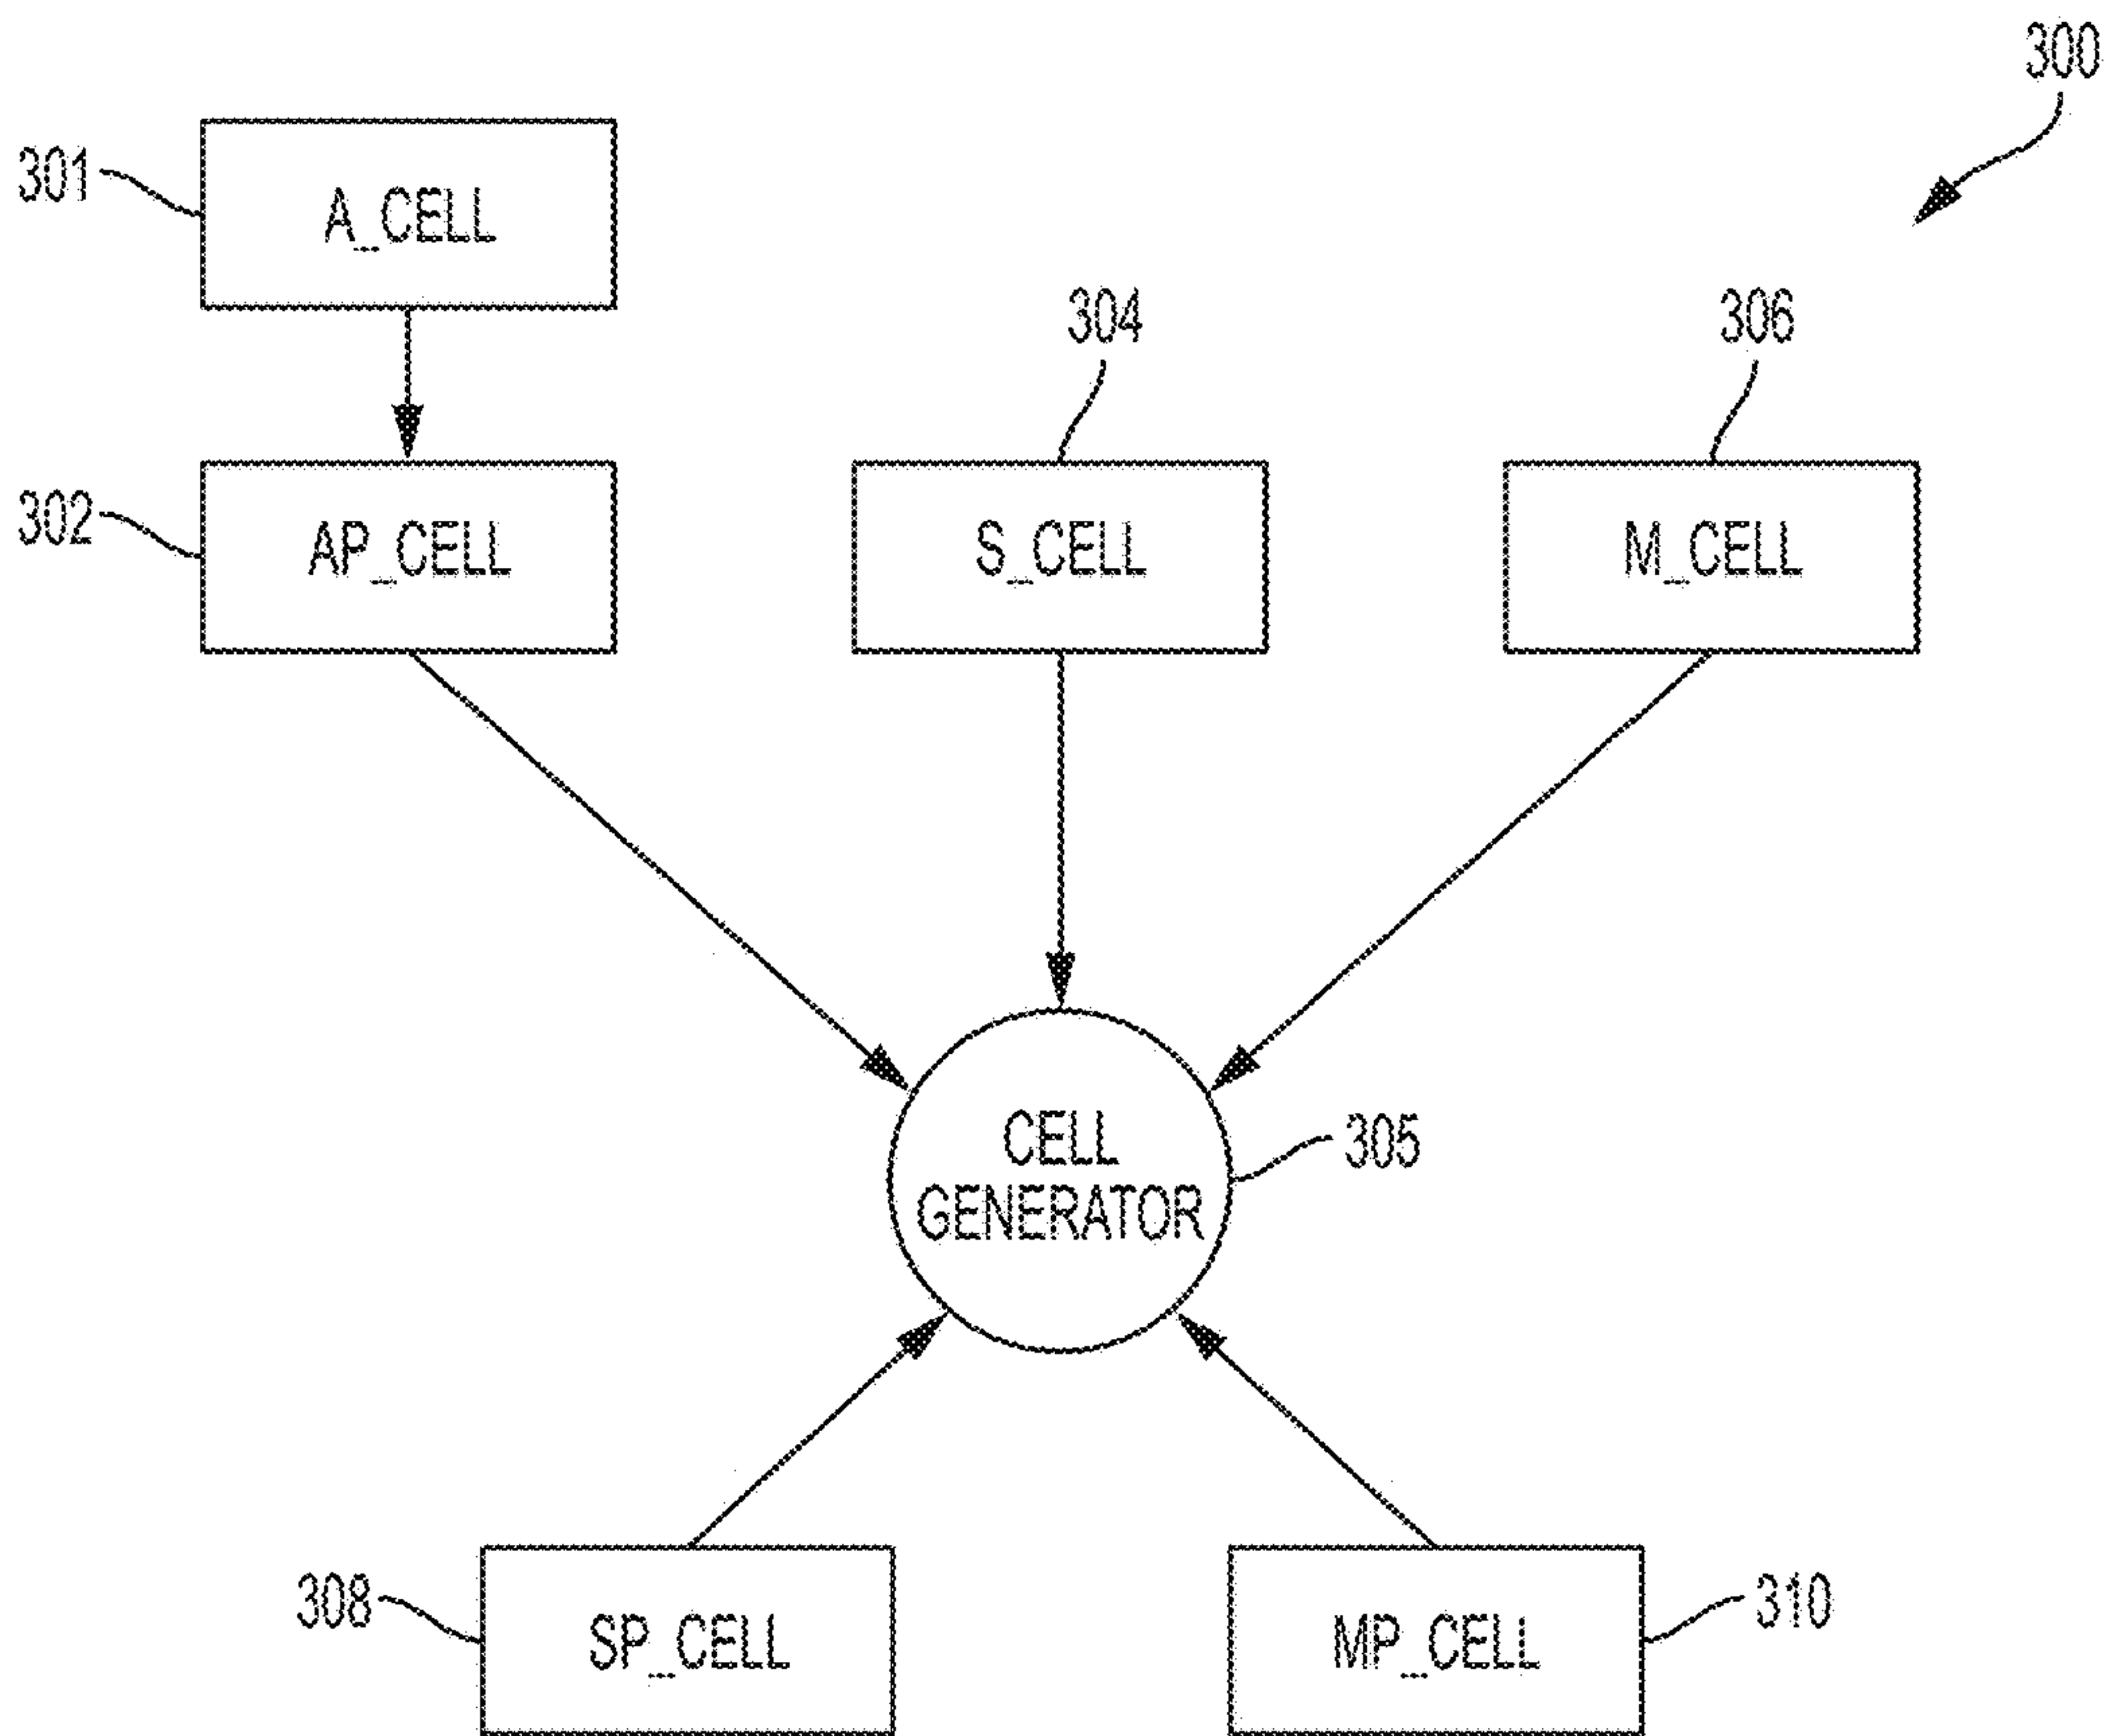 300
301
A_CELL
304
306
302
AP_CELL
S_CELL
M_CELL
CELL
GENERATOR
305
308
SP_CELL
MP_CELL
310